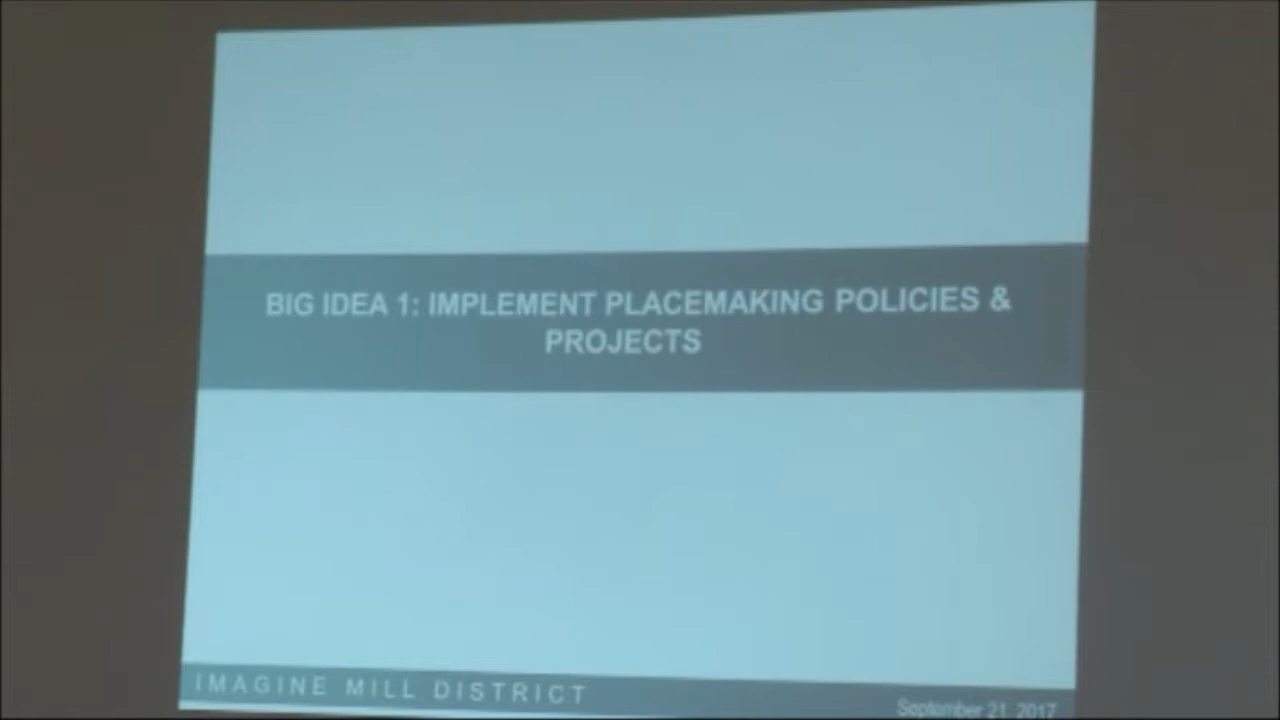 BIG IDEA 1: IMPLEMENT PLACEMAKING POLICIES &
PROJECTS
IMAGINE MILL DISTRICT
September 21, 2017